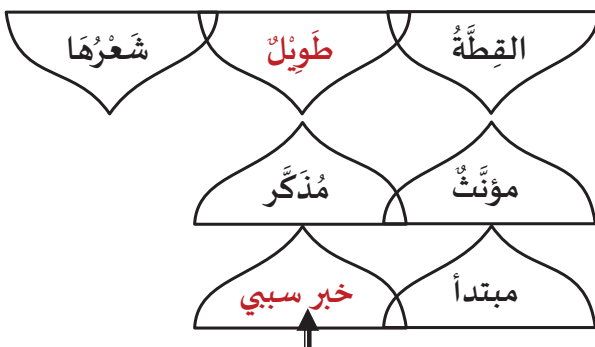 القِطَّةُ طَوِيْلٌ شَعْرُهَا
مؤنَّثٌ مُذَكَّر
مبتدأ خبر سببي